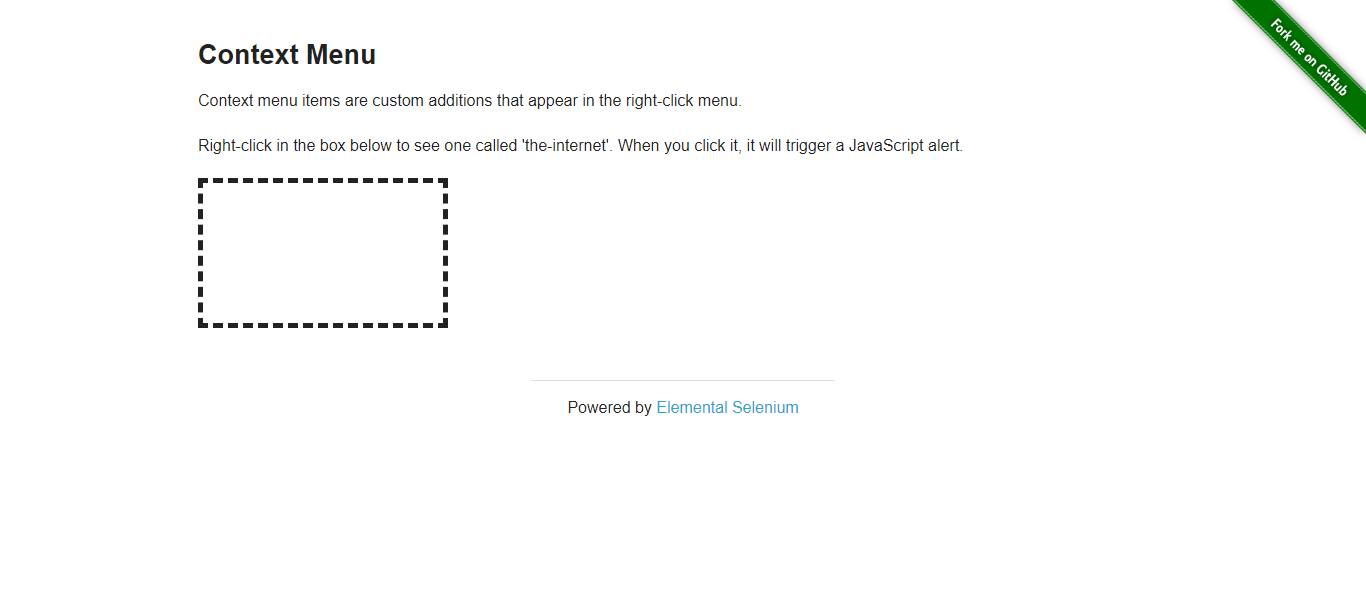 Context Menu
Fork me on GitHub
Context menu items are custom additions that appear in the right-click menu.
Right-click in the box below to see one called 'the-internet'. When you click it, it will trigger a JavaScript alert.
Powered by Elemental Selenium